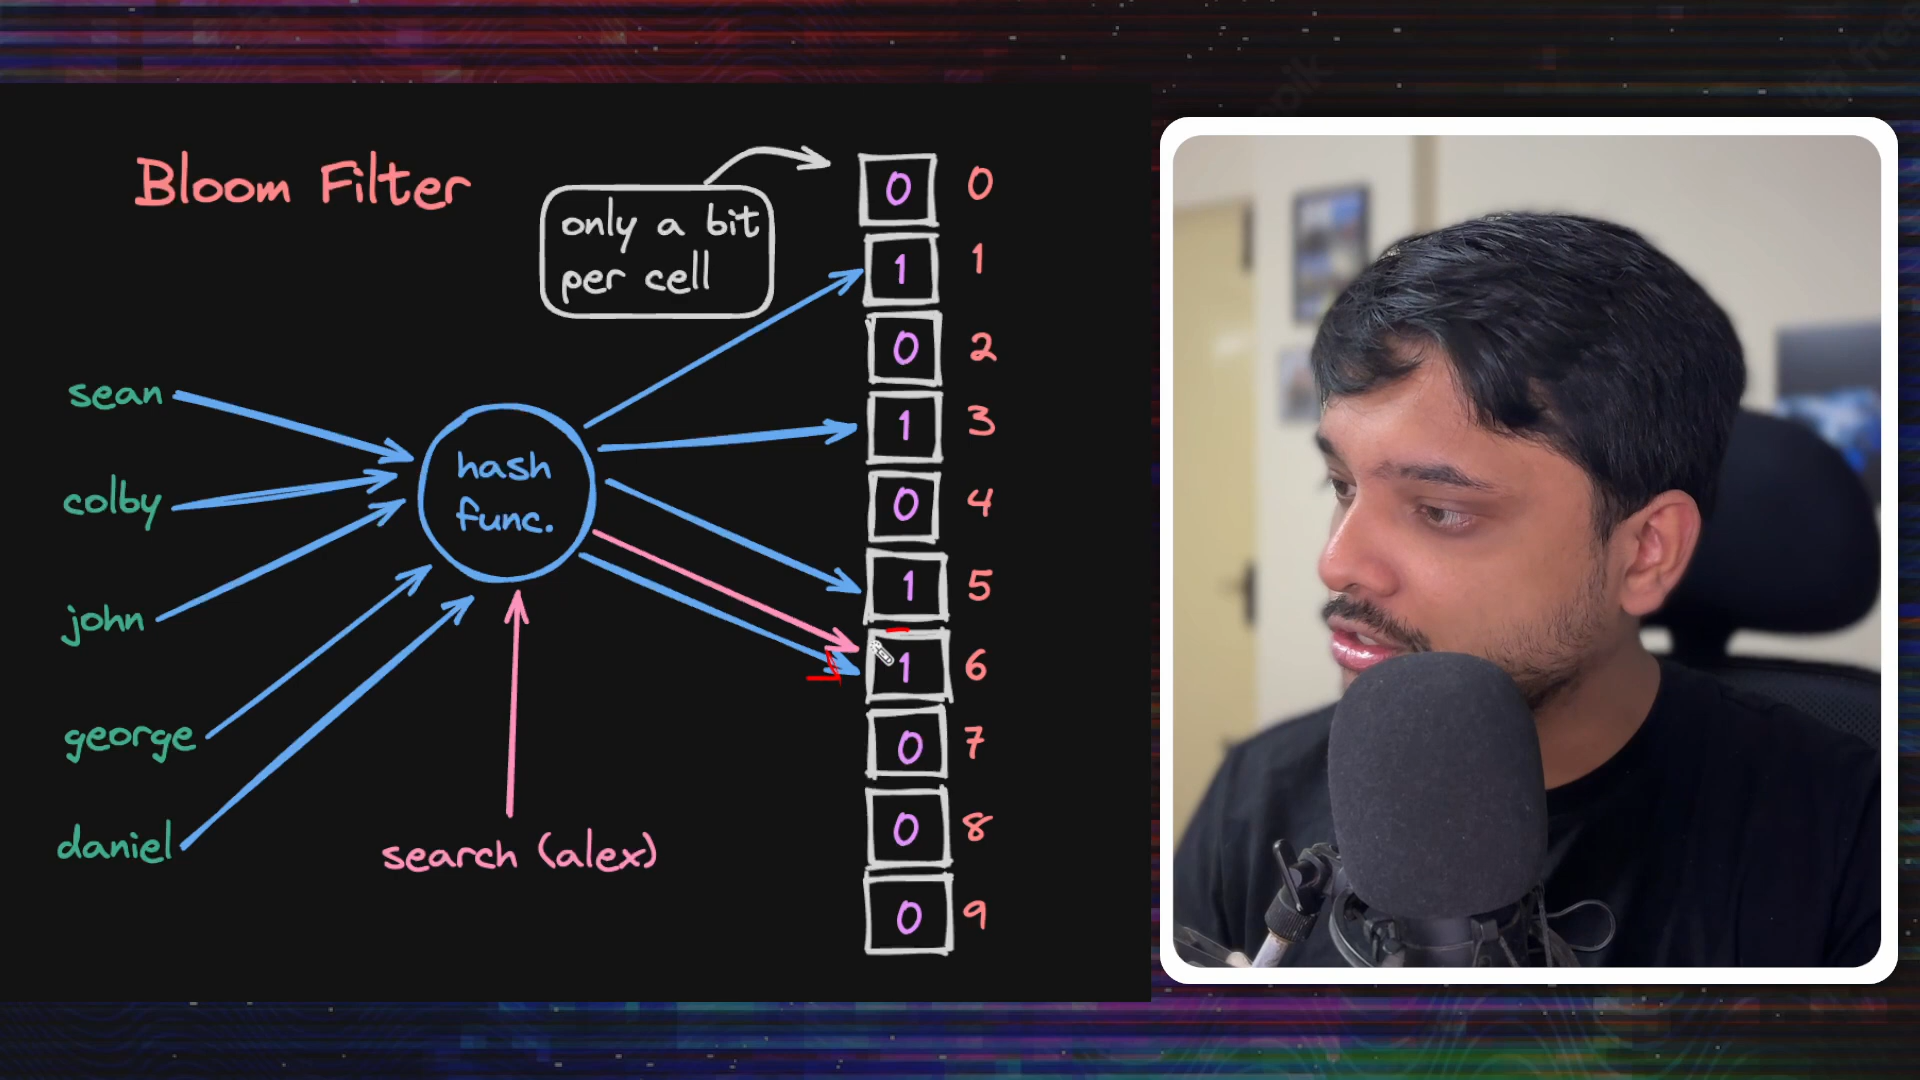 Bloom Filter
only a bit
per cell
sean
colby
john
george
daniel
hash
func.
search (alex)
0 0
1 1
0 2
1 3
0 4
1 5
1 6
0 7
0 8
0 9